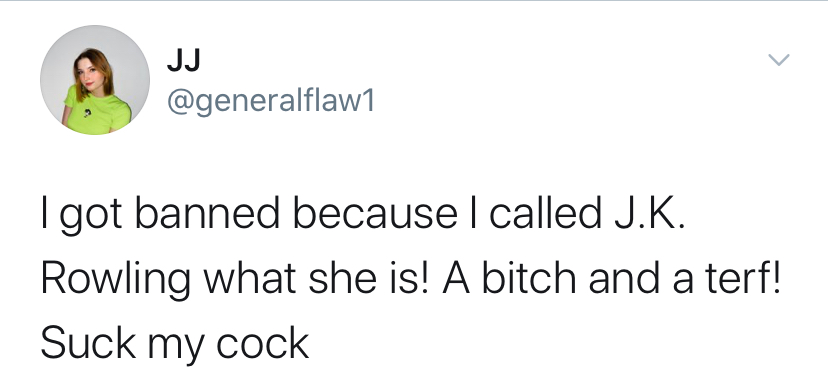 JJ
@generalflaw1
I got banned because I called J.K.
Rowling what she is! A bitch and a terf!
Suck my cock